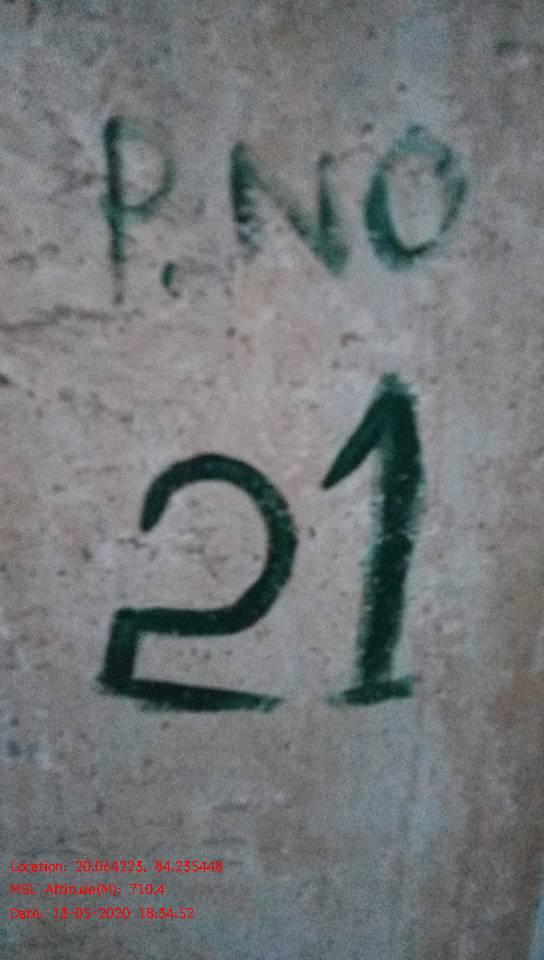 P.NO
21
Location: 20.064223, 84.235448
MSL Altitude(M): 710.4
Date: 13-05-2020 18:34:52